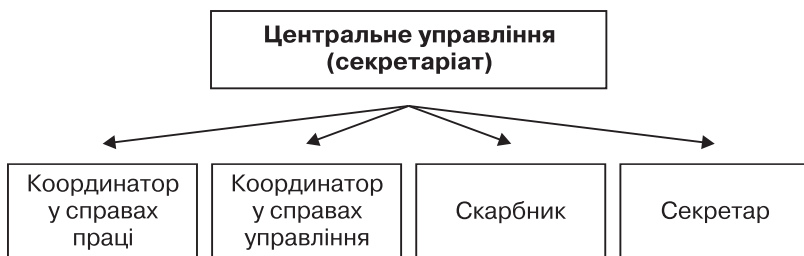 Центральне управління
(секретаріат)
Координатор
у справах
праці
Координатор
у справах
управління
Скарбник
Секретар